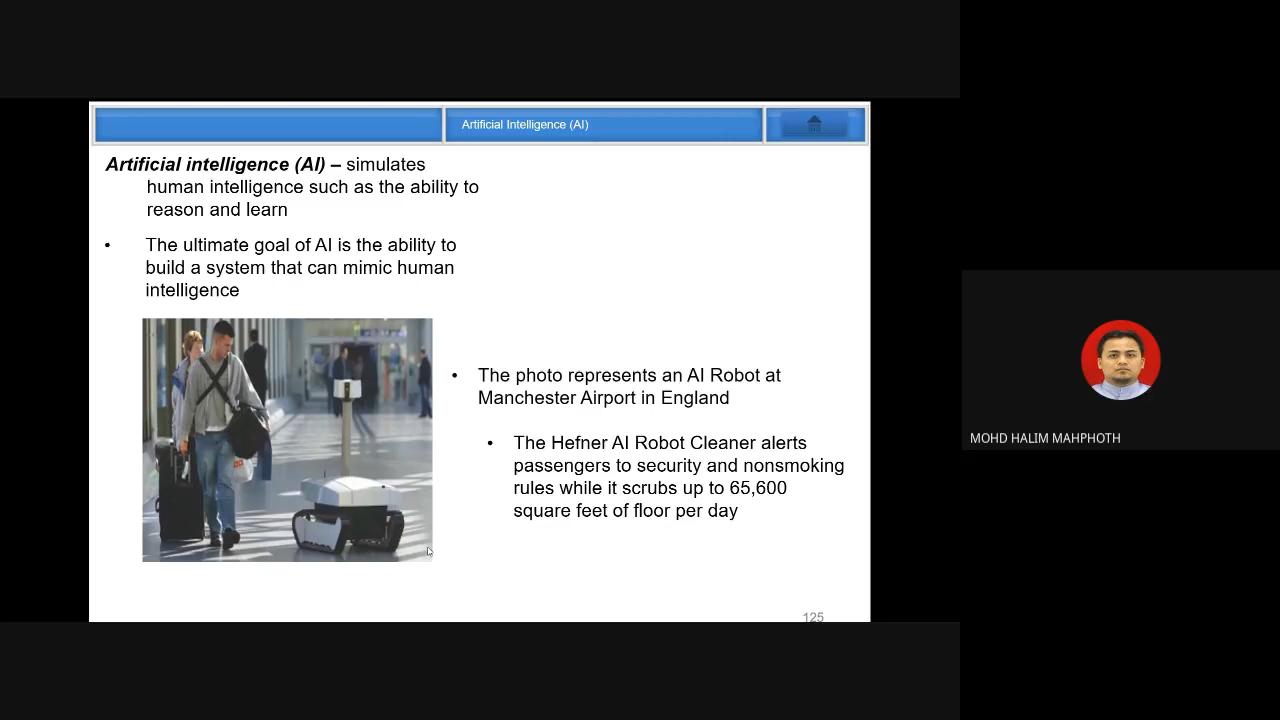 Artificial Intelligence (AI)
Artificial intelligence (AI) – simulates
human intelligence such as the ability to
reason and learn
• The ultimate goal of AI is the ability to
build a system that can mimic human
intelligence
• The photo represents an AI Robot at
Manchester Airport in England
• The Hefner AI Robot Cleaner alerts
passengers to security and nonsmoking
rules while it scrubs up to 65,600
square feet of floor per day
125
MOHD HALIM MAHPHOTH